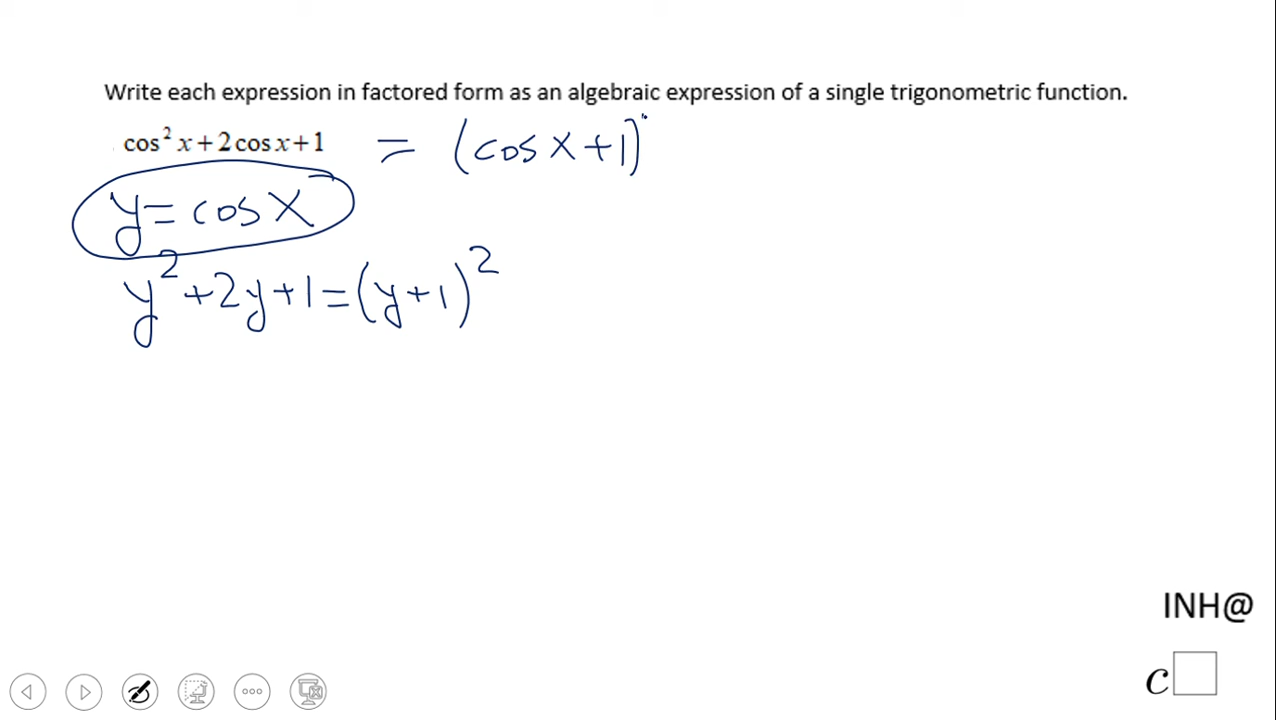 Write each expression in factored form as an algebraic expression of a single trigonometric function.
cos² x + 2 cos x + 1 = (cos x + 1)
y = cos x
y² + 2y + 1 = (y + 1)²
INH@
c